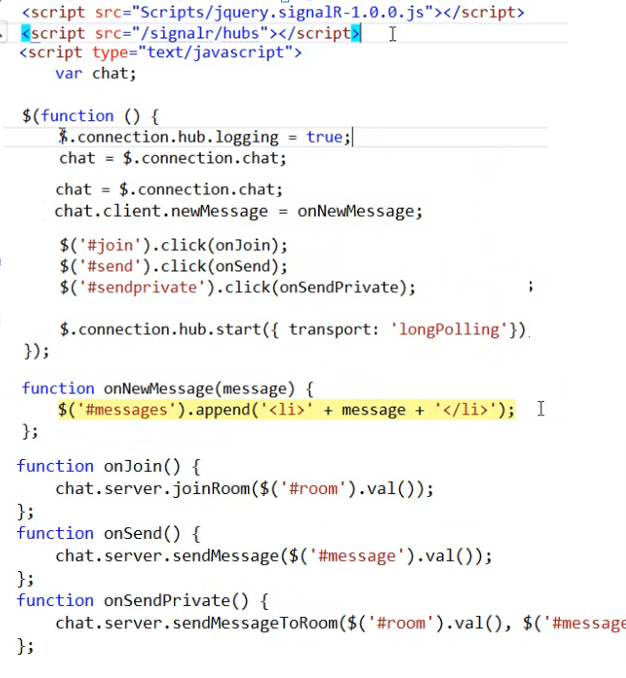 <script src="Scripts/jquery.signalR-1.0.0.js"></script>
<script src="/signalr/hubs"></script>
<script type="text/javascript">
var chat;
$(function () {
$.connection.hub.logging = true;
chat = $.connection.chat;
chat = $.connection.chat;
chat.client.newMessage = onNewMessage;
$('#join').click(onJoin);
$('#send').click(onSend);
$('#sendprivate').click(onSendPrivate); ;
$.connection.hub.start({ transport: 'longPolling'})
});
function onNewMessage(message) {
$('#messages').append('<li>' + message + '</li>');
};
function onJoin() {
chat.server.joinRoom($('#room').val());
};
function onSend() {
chat.server.sendMessage($('#message').val());
};
function onSendPrivate() {
chat.server.sendMessageToRoom($('#room').val(), $('#message
};